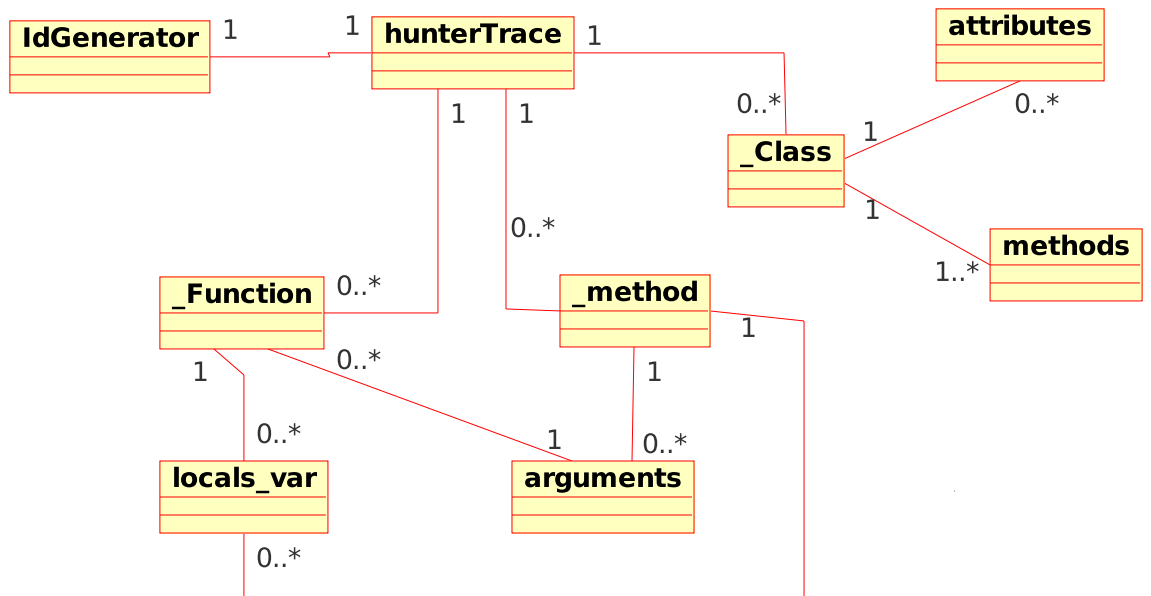 attributes
IdGenerator
1
1
hunterTrace
1
0..*
0..*
1
1
1
_Class
1
0..*
methods
1..*
_Function
0..*
_method
1
1
0..*
1
0..*
1
0..*
locals_var
arguments
0..*